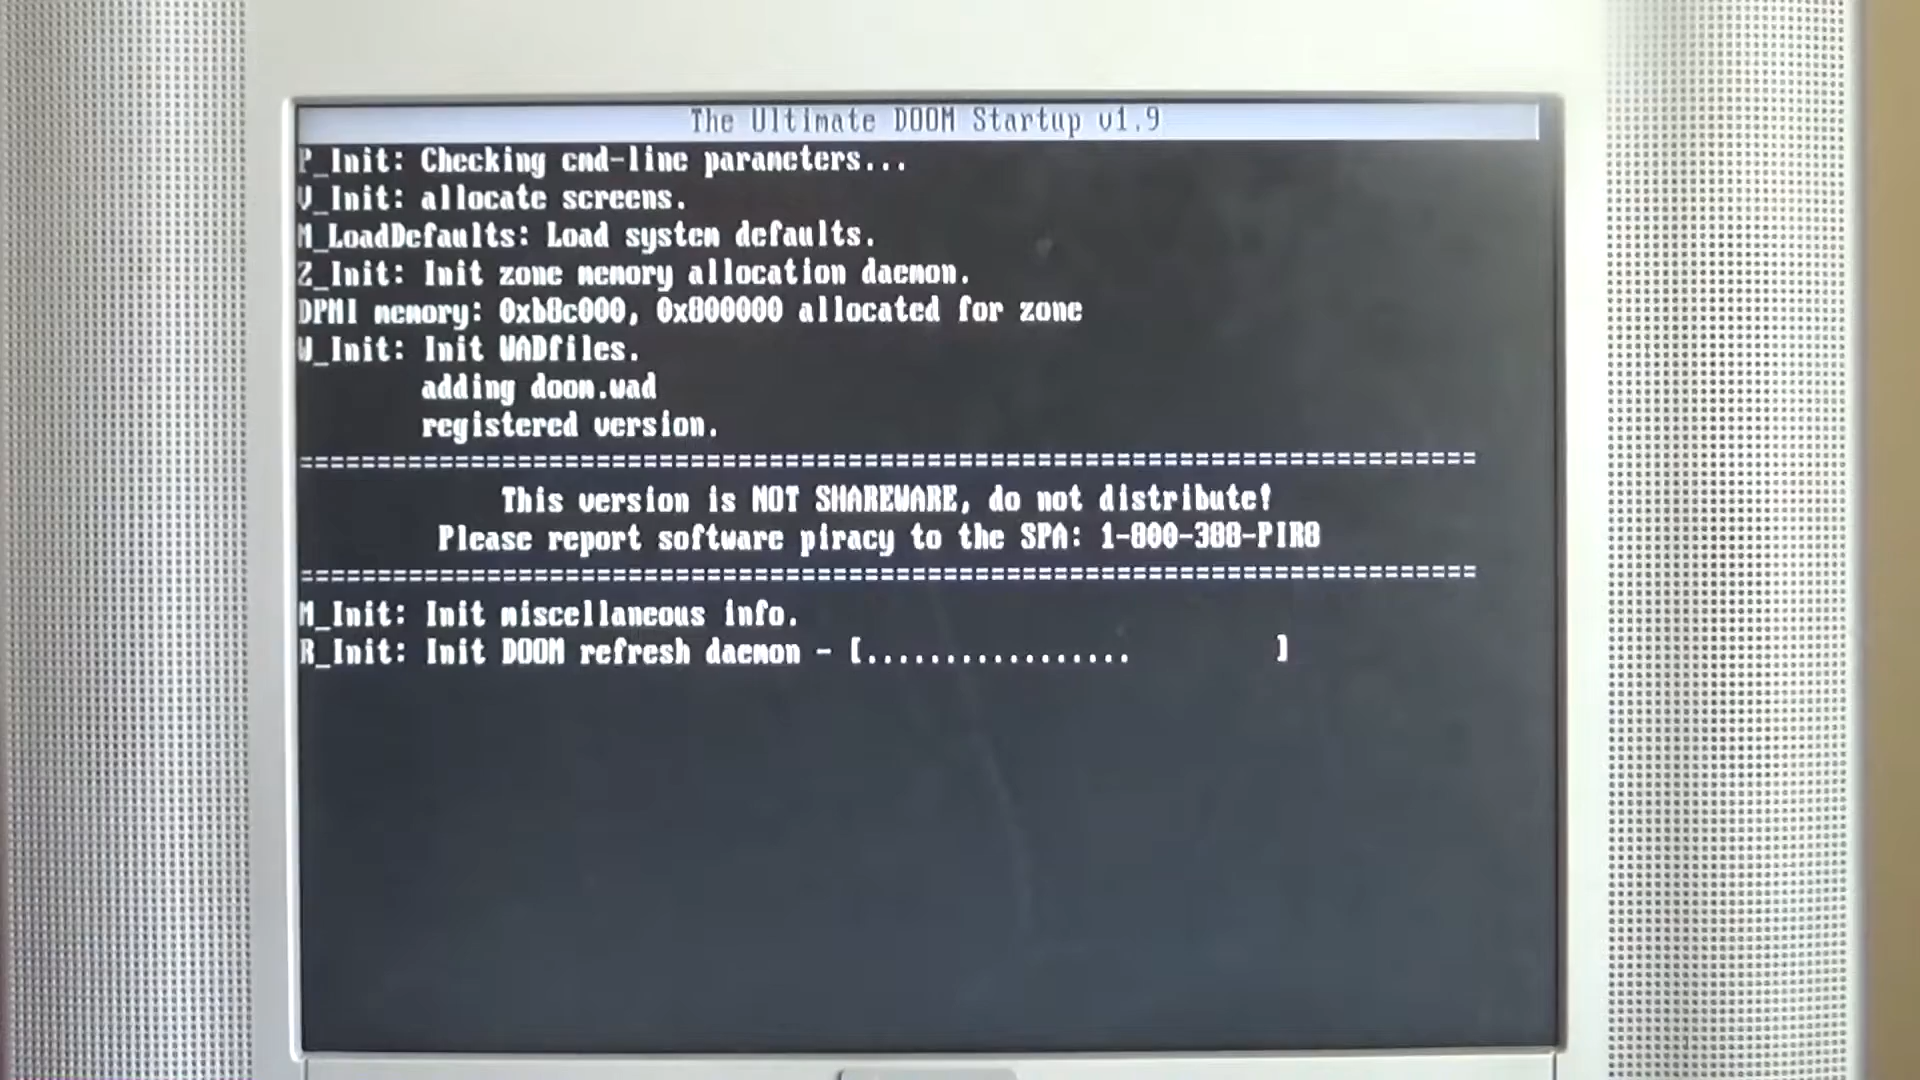 The Ultimate DOOM Startup v1.9
P_Init: Checking cmd-line parameters...
V_Init: allocate screens.
M_LoadDefaults: Load system defaults.
Z_Init: Init zone memory allocation daemon.
DPMI memory: 0xb8c000, 0x800000 allocated for zone
W_Init: Init WADfiles.
adding doom.wad
registered version.
===========================================================================
This version is NOT SHAREWARE, do not distribute!
Please report software piracy to the SPA: 1-800-388-PIR8
===========================================================================
M_Init: Init miscellaneous info.
R_Init: Init DOOM refresh daemon - [.................         ]